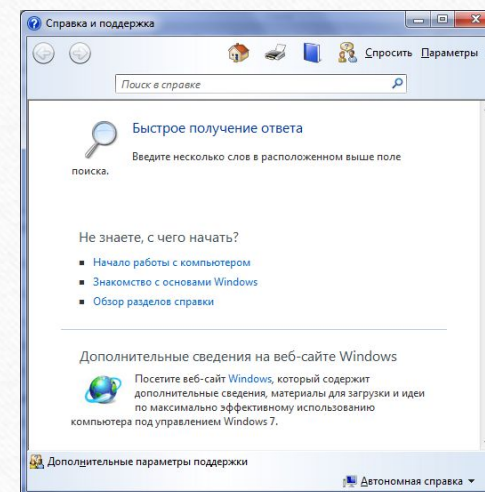 Справка и поддержка
Спросить Параметры
Поиск в справке
Быстрое получение ответа
Введите несколько слов в расположенном выше поле
поиска.
Не знаете, с чего начать?
Начало работы с компьютером
Знакомство с основами Windows
Обзор разделов справки
Дополнительные сведения на веб-сайте Windows
Посетите веб-сайт Windows, который содержит
дополнительные сведения, материалы для загрузки и идеи
по максимально эффективному использованию
компьютера под управлением Windows 7.
Дополнительные параметры поддержки
Автономная справка